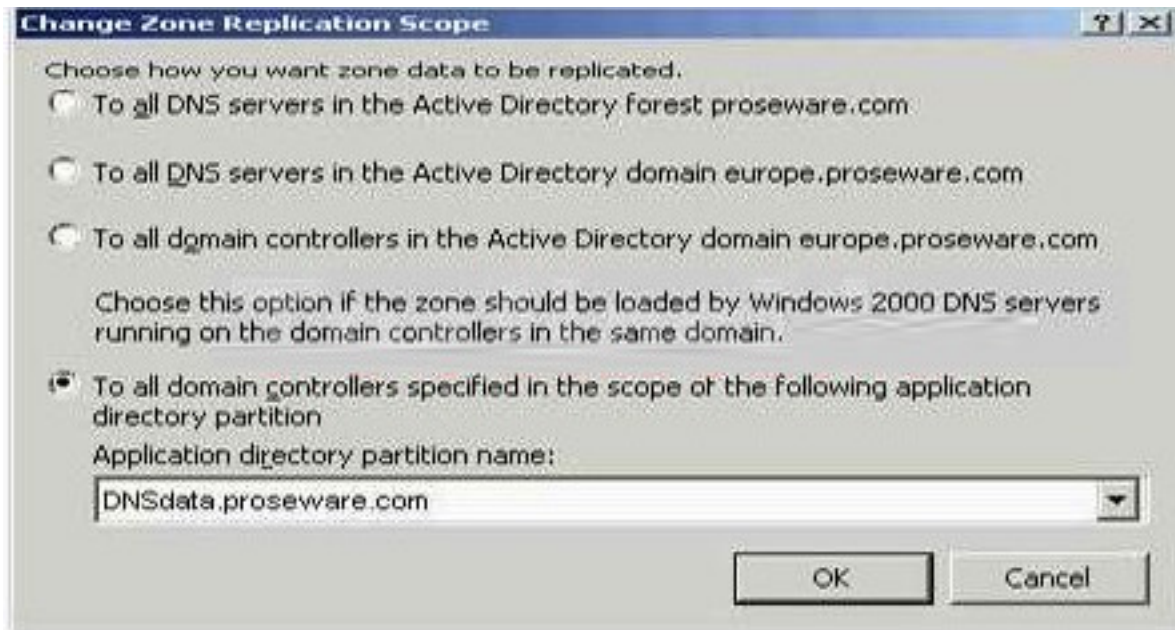 Change Zone Replication Scope
Choose how you want zone data to be replicated.
To all DNS servers in the Active Directory forest proseware.com
To all DNS servers in the Active Directory domain europe.proseware.com
To all domain controllers in the Active Directory domain europe.proseware.com
Choose this option if the zone should be loaded by Windows 2000 DNS servers
running on the domain controllers in the same domain.
To all domain controllers specified in the scope of the following application
directory partition
Application directory partition name:
DNSdata.proseware.com
OK
Cancel